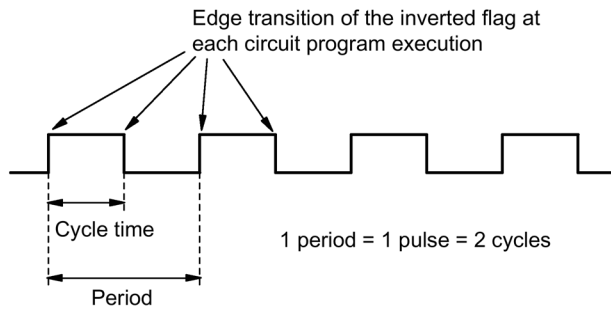 Edge transition of the inverted flag at
each circuit program execution
Cycle time
1 period = 1 pulse = 2 cycles
Period